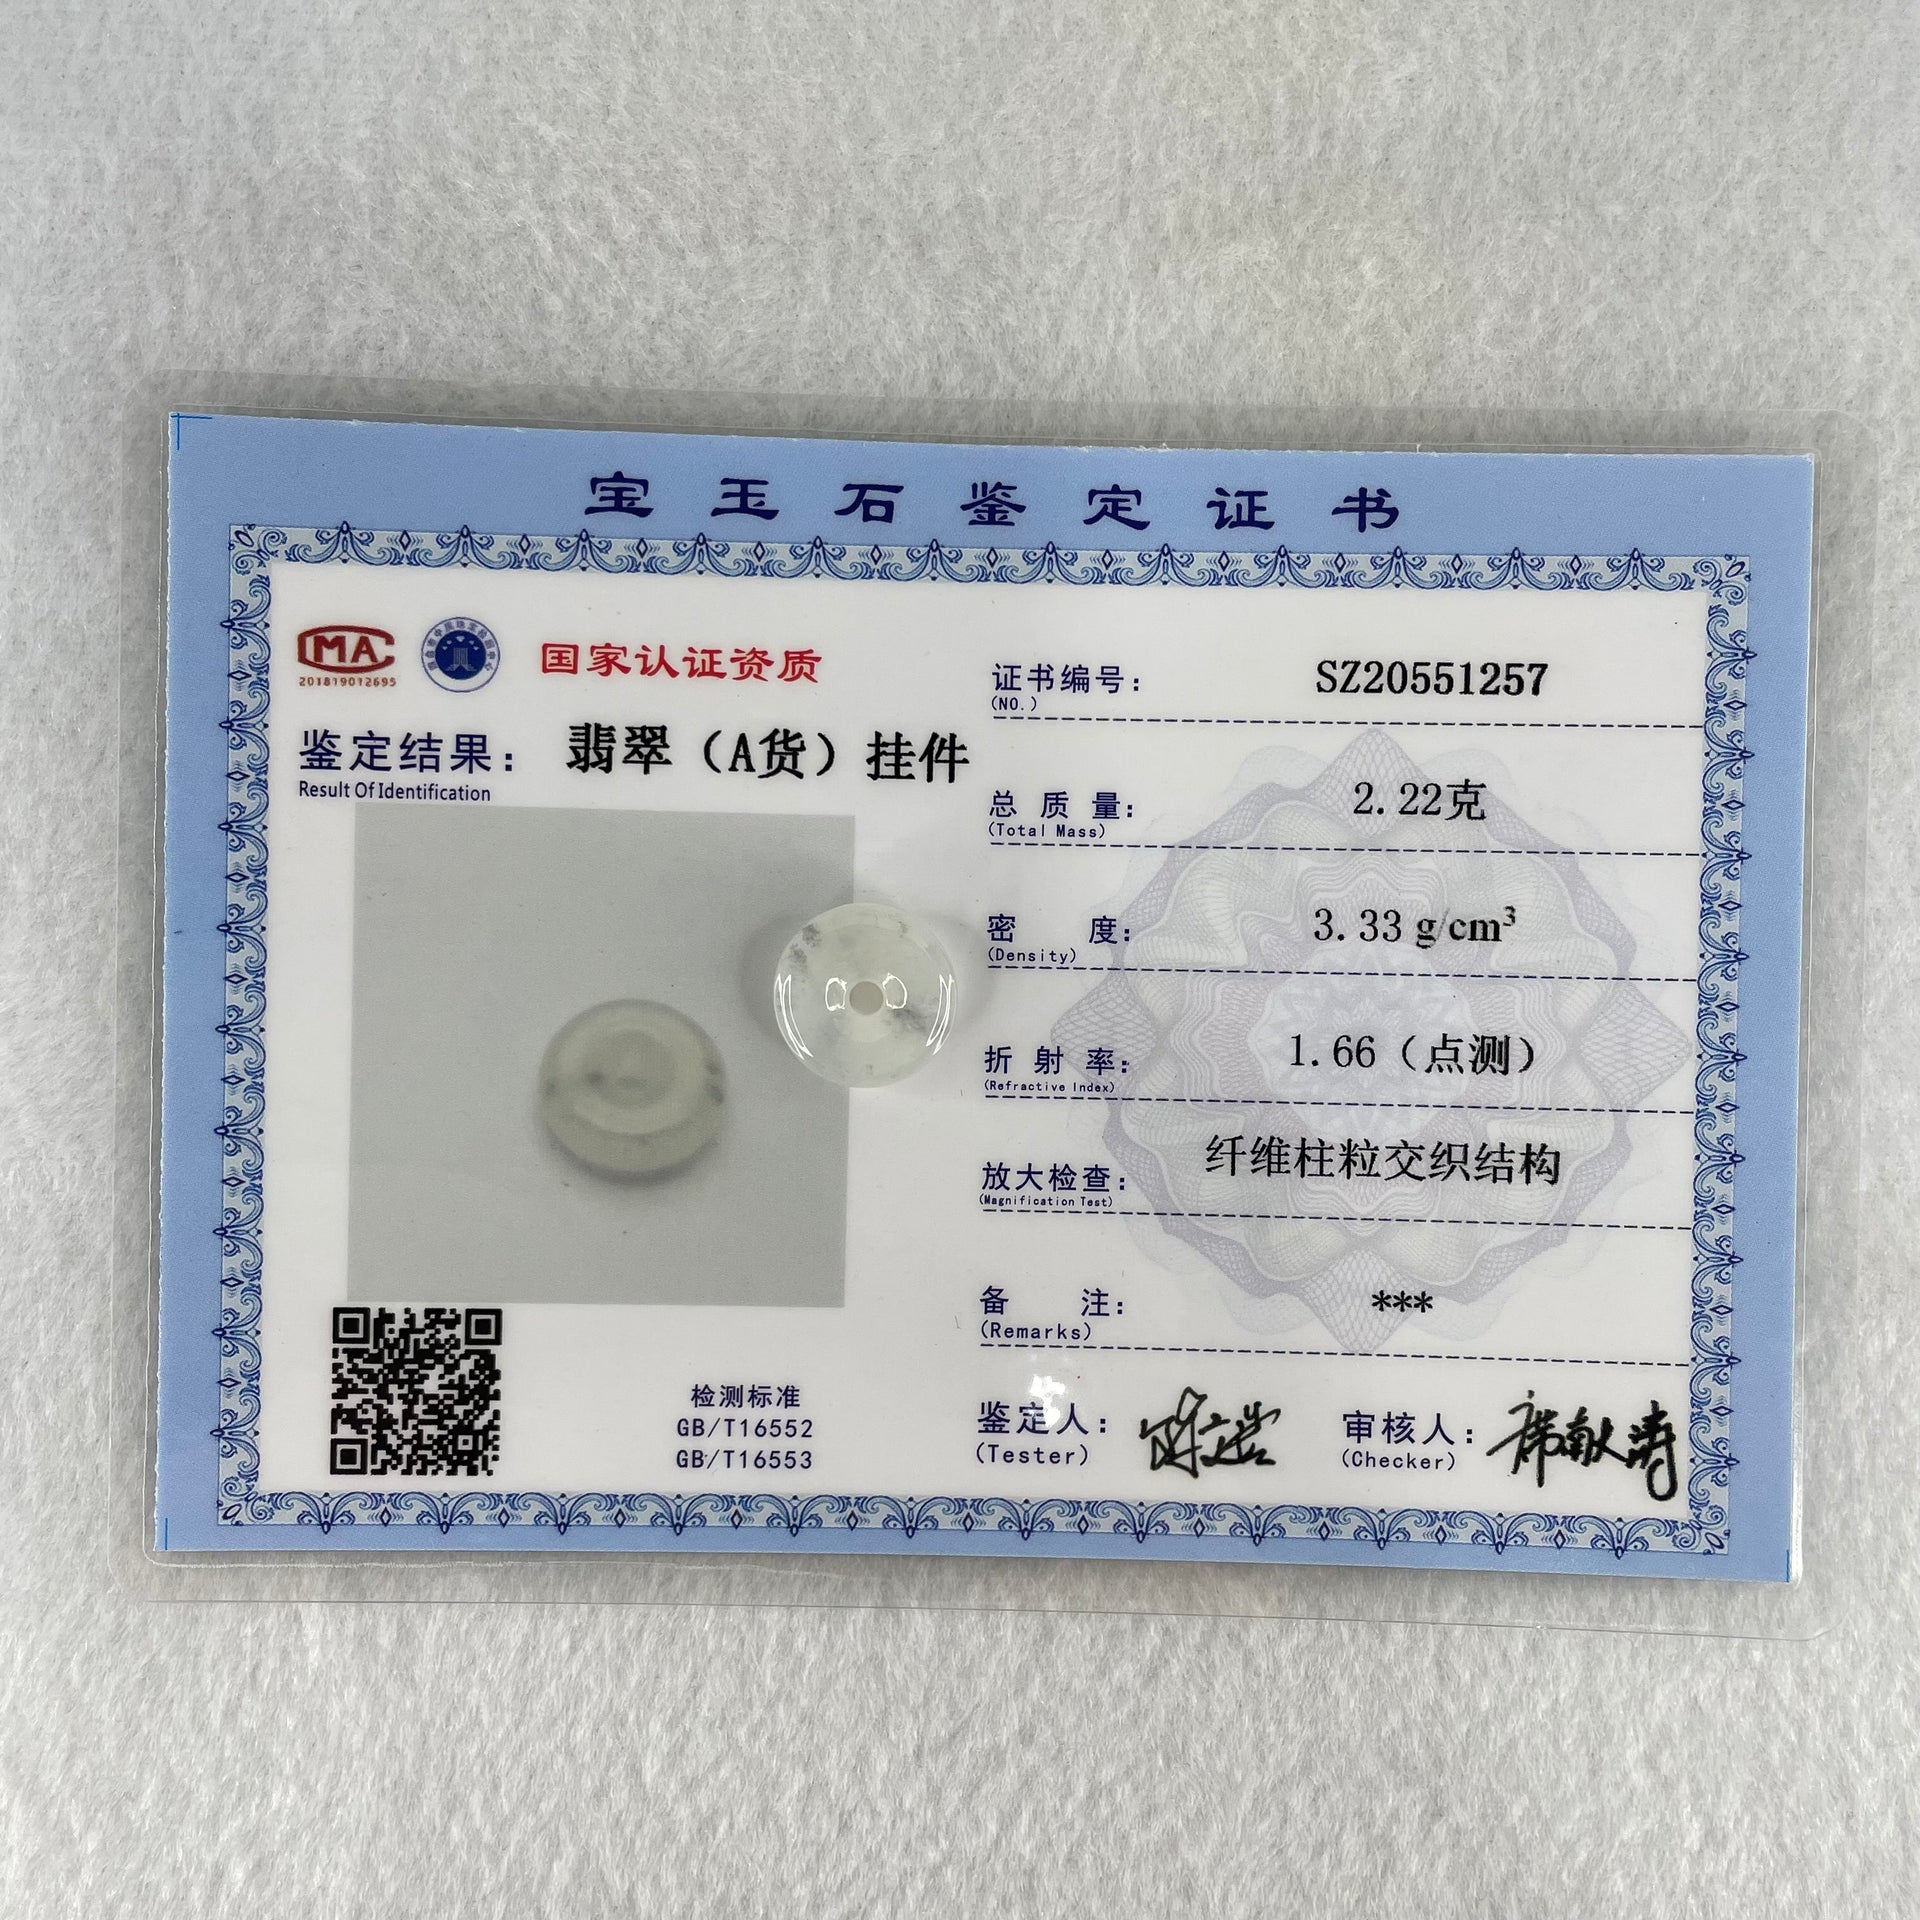 宝玉石鉴定证书
CMA
201819012695
国家认证资质
鉴定结果：翡翠（A货）挂件
Result Of Identification
检测标准
GB/T16552
GB/T16553
证书编号：SZ20551257
(NO.)
总质量：2.22克
(Total Mass)
密度：3.33 g/cm³
(Density)
折射率：1.66（点测）
(Refractive Index)
放大检查：纤维柱粒交织结构
(Magnification Test)
备注：***
(Remarks)
鉴定人：
(Tester)
审核人：
(Checker)